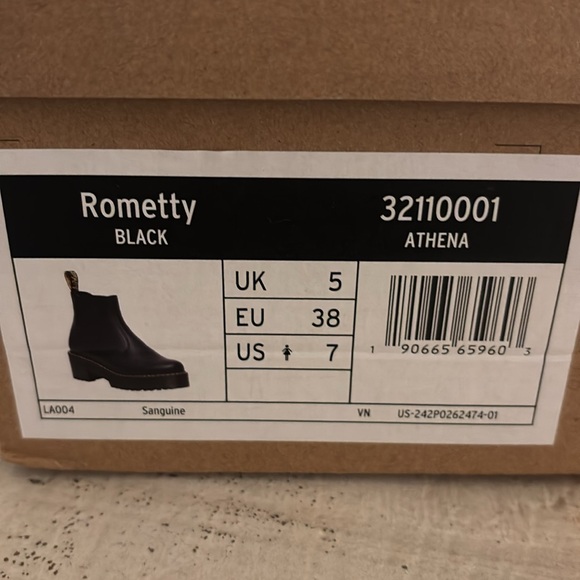 Rometty 32110001
BLACK ATHENA
UK 5
EU 38
US 7
1 90665 65960 3
LA004 Sanguine VN US-242P0262474-01